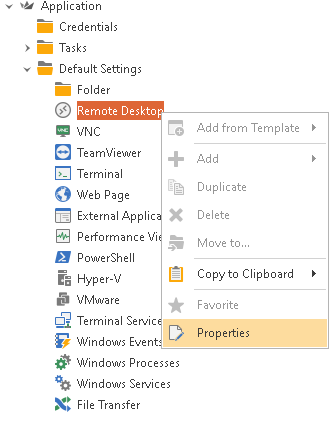 Application
Credentials
Tasks
Default Settings
Folder
Remote Desktop
VNC
TeamViewer
Terminal
Web Page
External Applica
Performance Vie
PowerShell
Hyper-V
VMware
Terminal Service
Windows Events
Windows Processes
Windows Services
File Transfer
Add from Template
Add
Duplicate
Delete
Move to...
Copy to Clipboard
Favorite
Properties